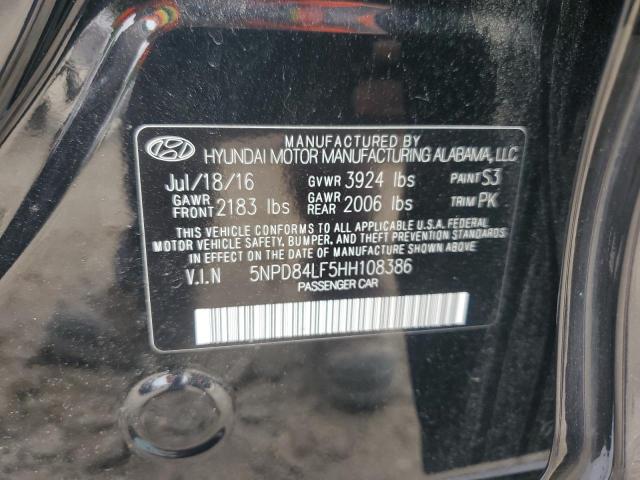 MANUFACTURED BY
HYUNDAI MOTOR MANUFACTURING ALABAMA, LLC
Jul/18/16 GVWR 3924 lbs PAINT S3
GAWR FRONT 2183 lbs GAWR REAR 2006 lbs TRIM PK
THIS VEHICLE CONFORMS TO ALL APPLICABLE U.S.A. FEDERAL
MOTOR VEHICLE SAFETY, BUMPER, AND THEFT PREVENTION
STANDARDS IN EFFECT ON THE DATE OF MANUFACTURE SHOWN ABOVE.
V.I.N 5NPD84LF5HH108386
PASSENGER CAR